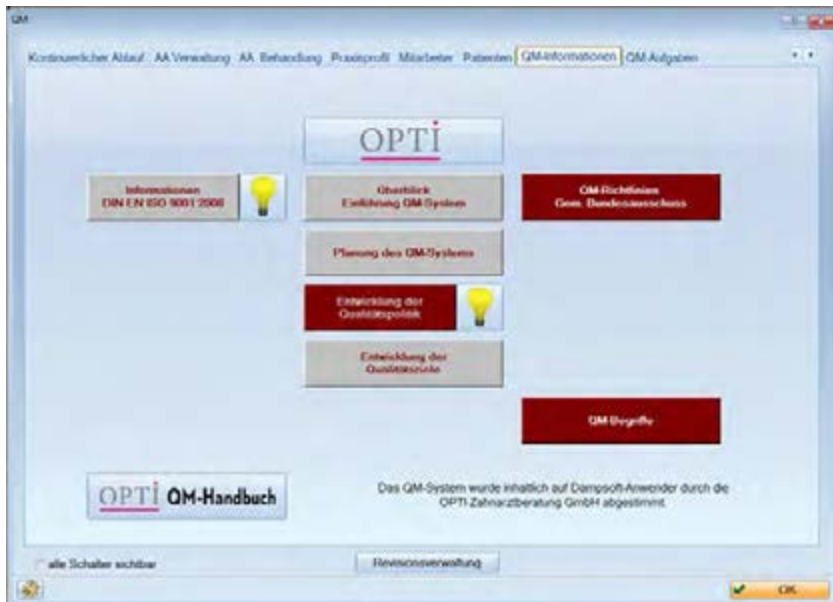 QM
Kontinuierlicher Ablauf AA Verwaltung AA Behandlung Praxisprofil Mitarbeiter Patienten QM-Informationen QM-Aufgaben
OPTI
Informationen
DIN EN ISO 9001:2008
Überblick
Einführung QM-System
QM-Richtlinien
Gem. Bundesausschuss
Planung des QM-Systems
Entwicklung der
Qualitätspolitik
Entwicklung der
Qualitätsziele
QM-Begriffe
OPTI QM-Handbuch
Das QM-System wurde inhaltlich auf Dampsoft-Anwender durch die
OPTI-Zahnarztberatung GmbH abgestimmt.
alle Schalter sichtbar
Revisionsverwaltung
OK